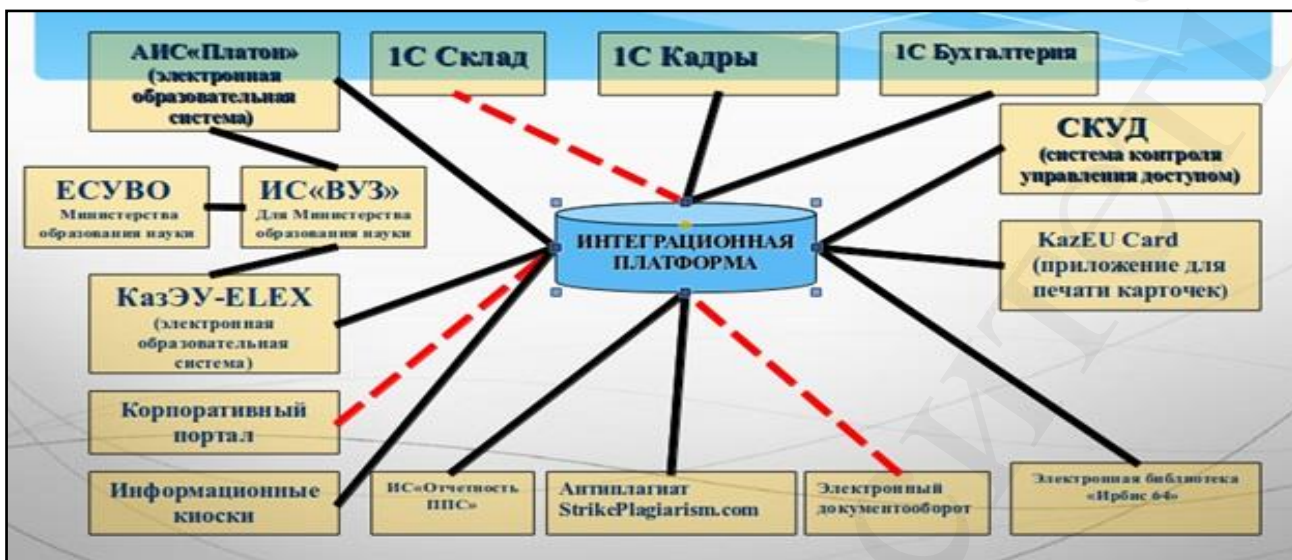 АИС«Платон»
(электронная
образовательная
система)
1С Склад
1С Кадры
1С Бухгалтерия
СКУД
(система контроля
управления доступом)
ЕСУВО
Министерства
образования науки
ИС«ВУЗ»
Для Министерства
образования науки
ИНТЕГРАЦИОННАЯ
ПЛАТФОРМА
KazEU Card
(приложение для
печати карточек)
КазЭУ-ELEX
(электронная
образовательная
система)
Корпоративный
портал
Информационные
киоски
ИС«Отчетность
ППС»
Антиплагиат
StrikePlagiarism.com
Электронный
документооборот
Электронная библиотека
«Ирбис 64»